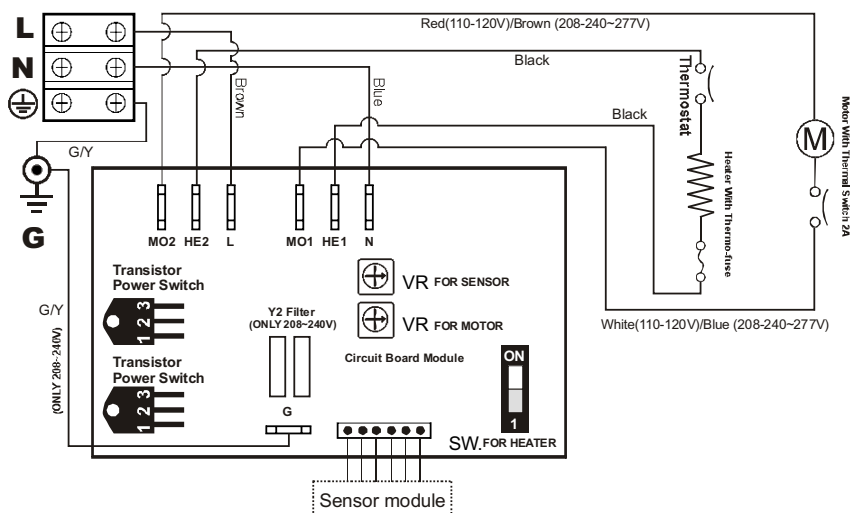 L
N
G
G/Y
Red(110-120V)/Brown (208-240~277V)
Black
Brown
Blue
Black
Thermostat
Heater With Thermo-fuse
M
Motor With Thermal Switch 2A
White(110-120V)/Blue (208-240~277V)
MO2 HE2 L MO1 HE1 N
Transistor
Power Switch
1 2 3
Transistor
Power Switch
1 2 3
G/Y
(ONLY 208~240V)
VR FOR SENSOR
VR FOR MOTOR
Y2 Filter
(ONLY 208~240V)
G
Circuit Board Module
ON
1
SW. FOR HEATER
Sensor module